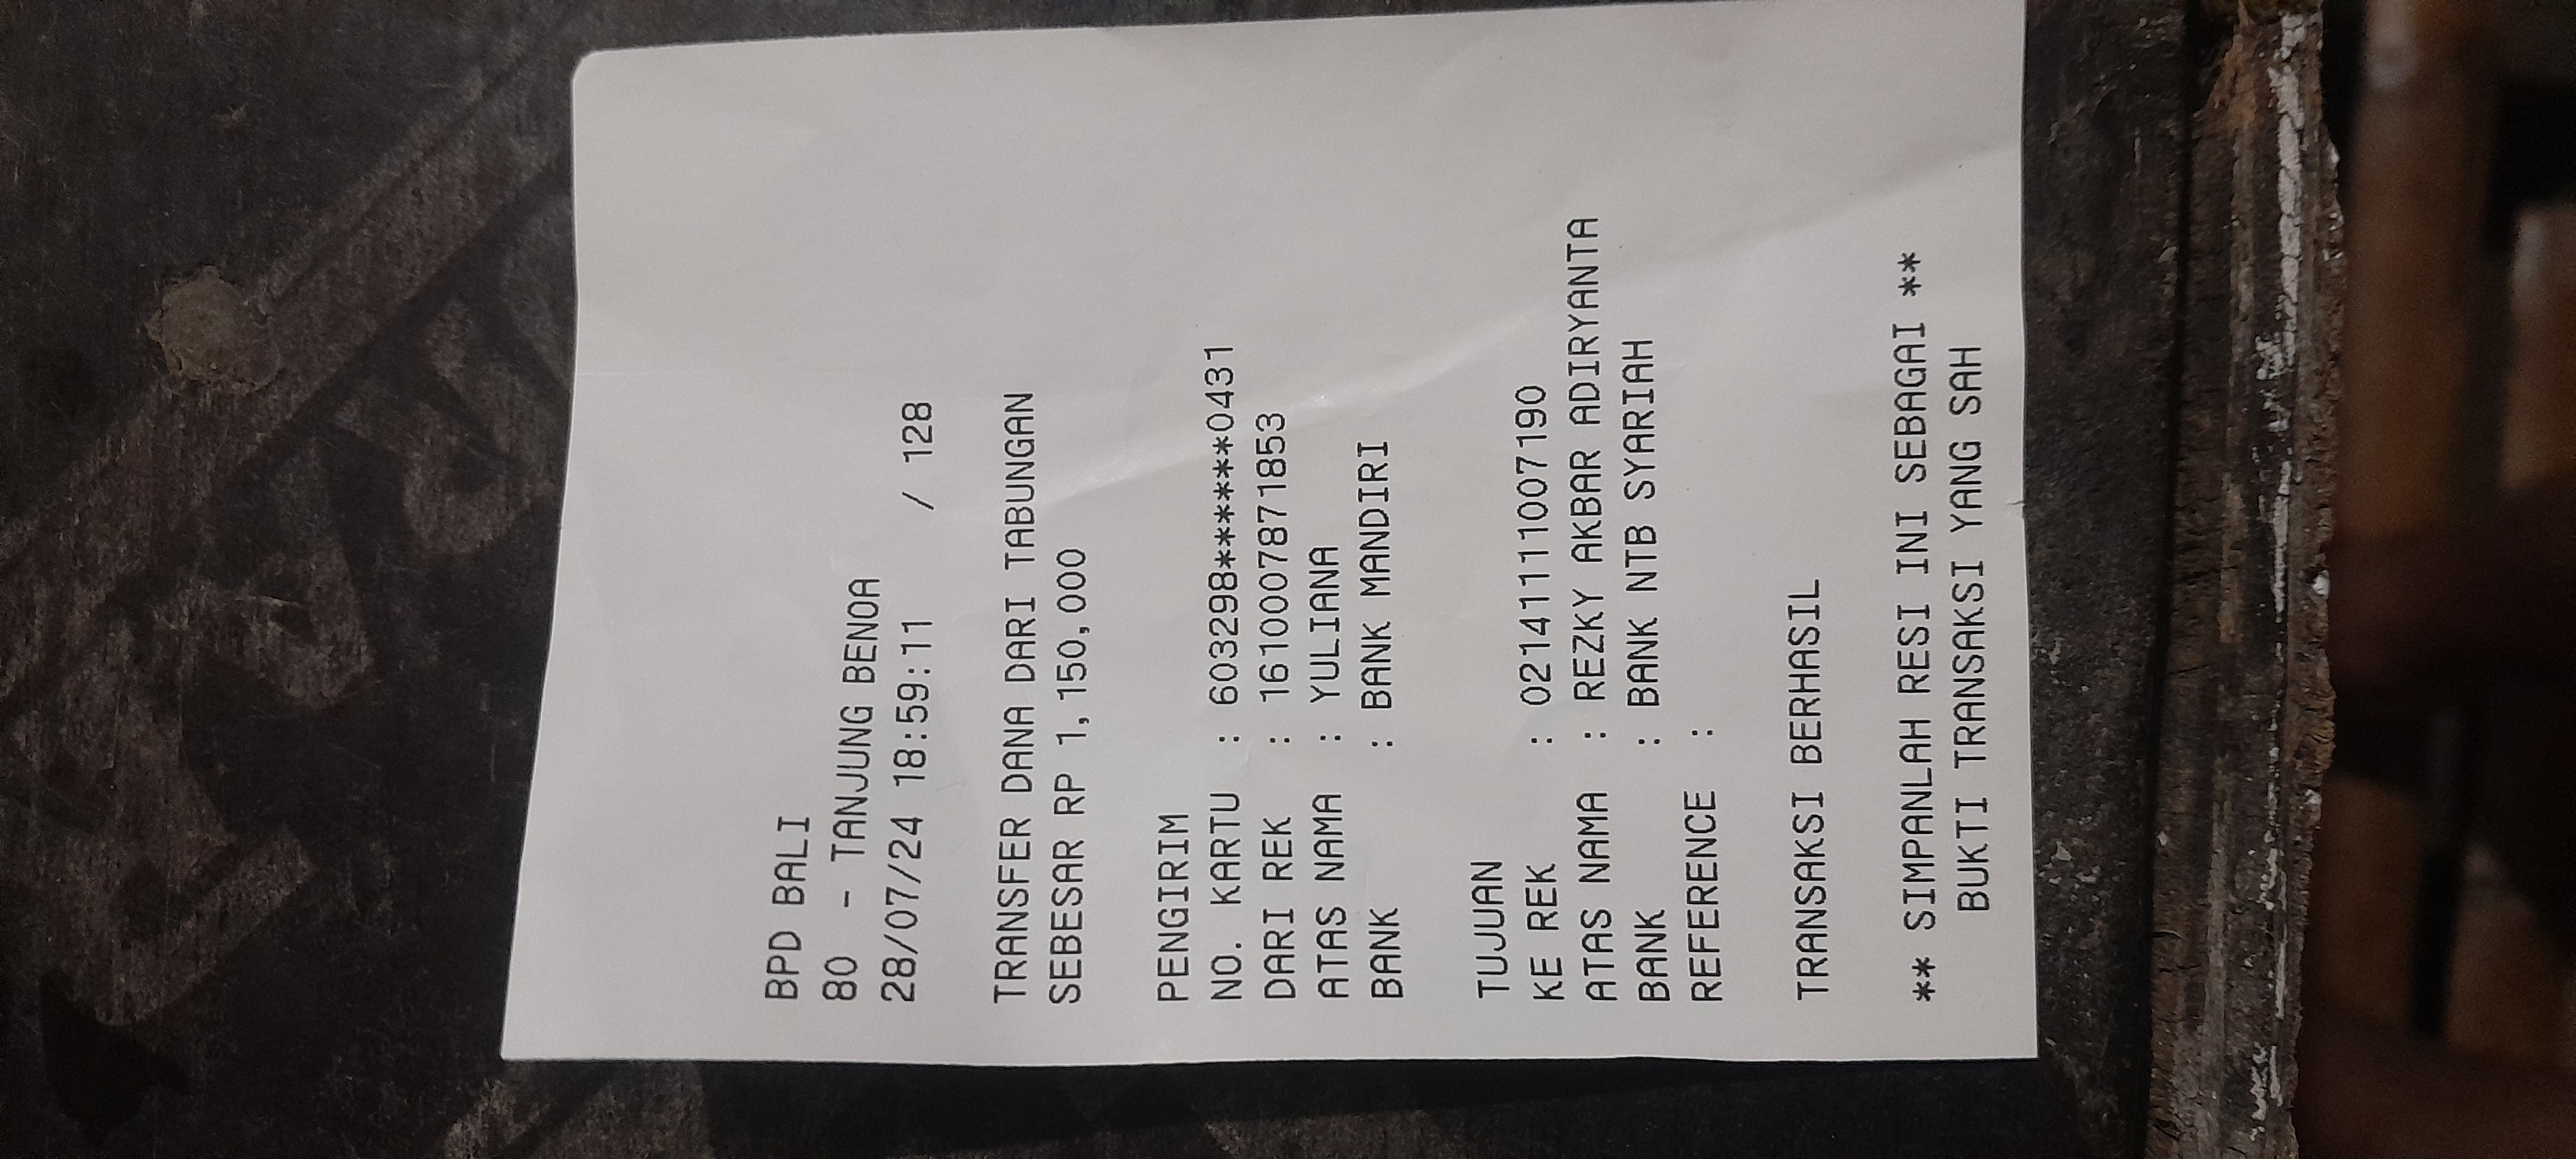 BPD BALI
80 - TANJUNG BENOA
28/07/24 18:59:11 / 128
TRANSFER DANA DARI TABUNGAN
SEBESAR RP 1,150,000
PENGIRIM
NO. KARTU : 603298*******0431
DARI REK : 1610007871853
ATAS NAMA : YULIANA
BANK : BANK MANDIRI
TUJUAN
KE REK : 0214111007190
ATAS NAMA : REZKY AKBAR ADIRYANTA
BANK : BANK NTB SYARIAH
REFERENCE :
TRANSAKSI BERHASIL
** SIMPANLAH RESI INI SEBAGAI **
BUKTI TRANSAKSI YANG SAH